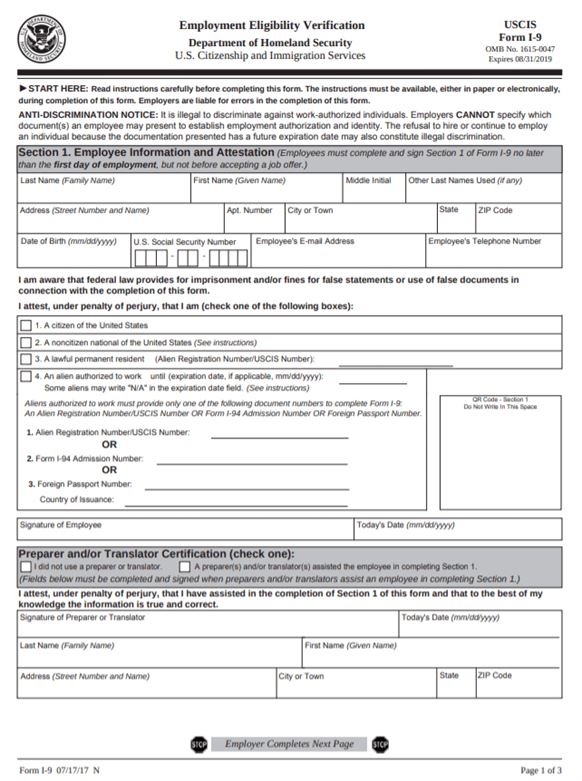 Employment Eligibility Verification
Department of Homeland Security
U.S. Citizenship and Immigration Services
USCIS
Form I-9
OMB No. 1615-0047
Expires 08/31/2019
►START HERE: Read instructions carefully before completing this form. The instructions must be available, either in paper or electronically,
during completion of this form. Employers are liable for errors in the completion of this form.
ANTI-DISCRIMINATION NOTICE: It is illegal to discriminate against work-authorized individuals. Employers CANNOT specify which
document(s) an employee may present to establish employment authorization and identity. The refusal to hire or continue to employ
an individual because the documentation presented has a future expiration date may also constitute illegal discrimination.
Section 1. Employee Information and Attestation (Employees must complete and sign Section 1 of Form I-9 no later
than the first day of employment, but not before accepting a job offer.)
Last Name (Family Name) First Name (Given Name) Middle Initial Other Last Names Used (if any)
Address (Street Number and Name) Apt. Number City or Town State ZIP Code
Date of Birth (mm/dd/yyyy) U.S. Social Security Number Employee's E-mail Address Employee's Telephone Number
- -
I am aware that federal law provides for imprisonment and/or fines for false statements or use of false documents in
connection with the completion of this form.
I attest, under penalty of perjury, that I am (check one of the following boxes):
1. A citizen of the United States
2. A noncitizen national of the United States (See instructions)
3. A lawful permanent resident (Alien Registration Number/USCIS Number):
4. An alien authorized to work until (expiration date, if applicable, mm/dd/yyyy):
Some aliens may write "N/A" in the expiration date field. (See instructions)
Aliens authorized to work must provide only one of the following document numbers to complete Form I-9:
An Alien Registration Number/USCIS Number OR Form I-94 Admission Number OR Foreign Passport Number.
QR Code - Section 1
Do Not Write In This Space
1. Alien Registration Number/USCIS Number:
OR
2. Form I-94 Admission Number:
OR
3. Foreign Passport Number:
Country of Issuance:
Signature of Employee Today's Date (mm/dd/yyyy)
Preparer and/or Translator Certification (check one):
I did not use a preparer or translator. A preparer(s) and/or translator(s) assisted the employee in completing Section 1.
(Fields below must be completed and signed when preparers and/or translators assist an employee in completing Section 1.)
I attest, under penalty of perjury, that I have assisted in the completion of Section 1 of this form and that to the best of my
knowledge the information is true and correct.
Signature of Preparer or Translator Today's Date (mm/dd/yyyy)
Last Name (Family Name) First Name (Given Name)
Address (Street Number and Name) City or Town State ZIP Code
STOP Employer Completes Next Page STOP
Form I-9 07/17/17 N Page 1 of 3